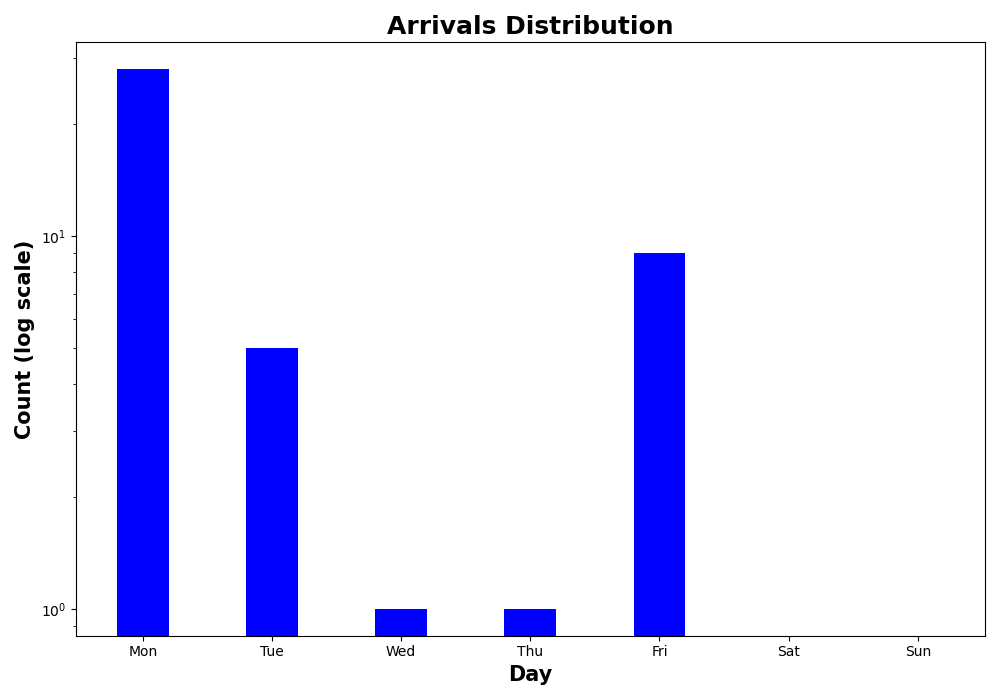 Arrivals Distribution
Count (log scale)
10¹
10⁰
Mon Tue Wed Thu Fri Sat Sun
Day